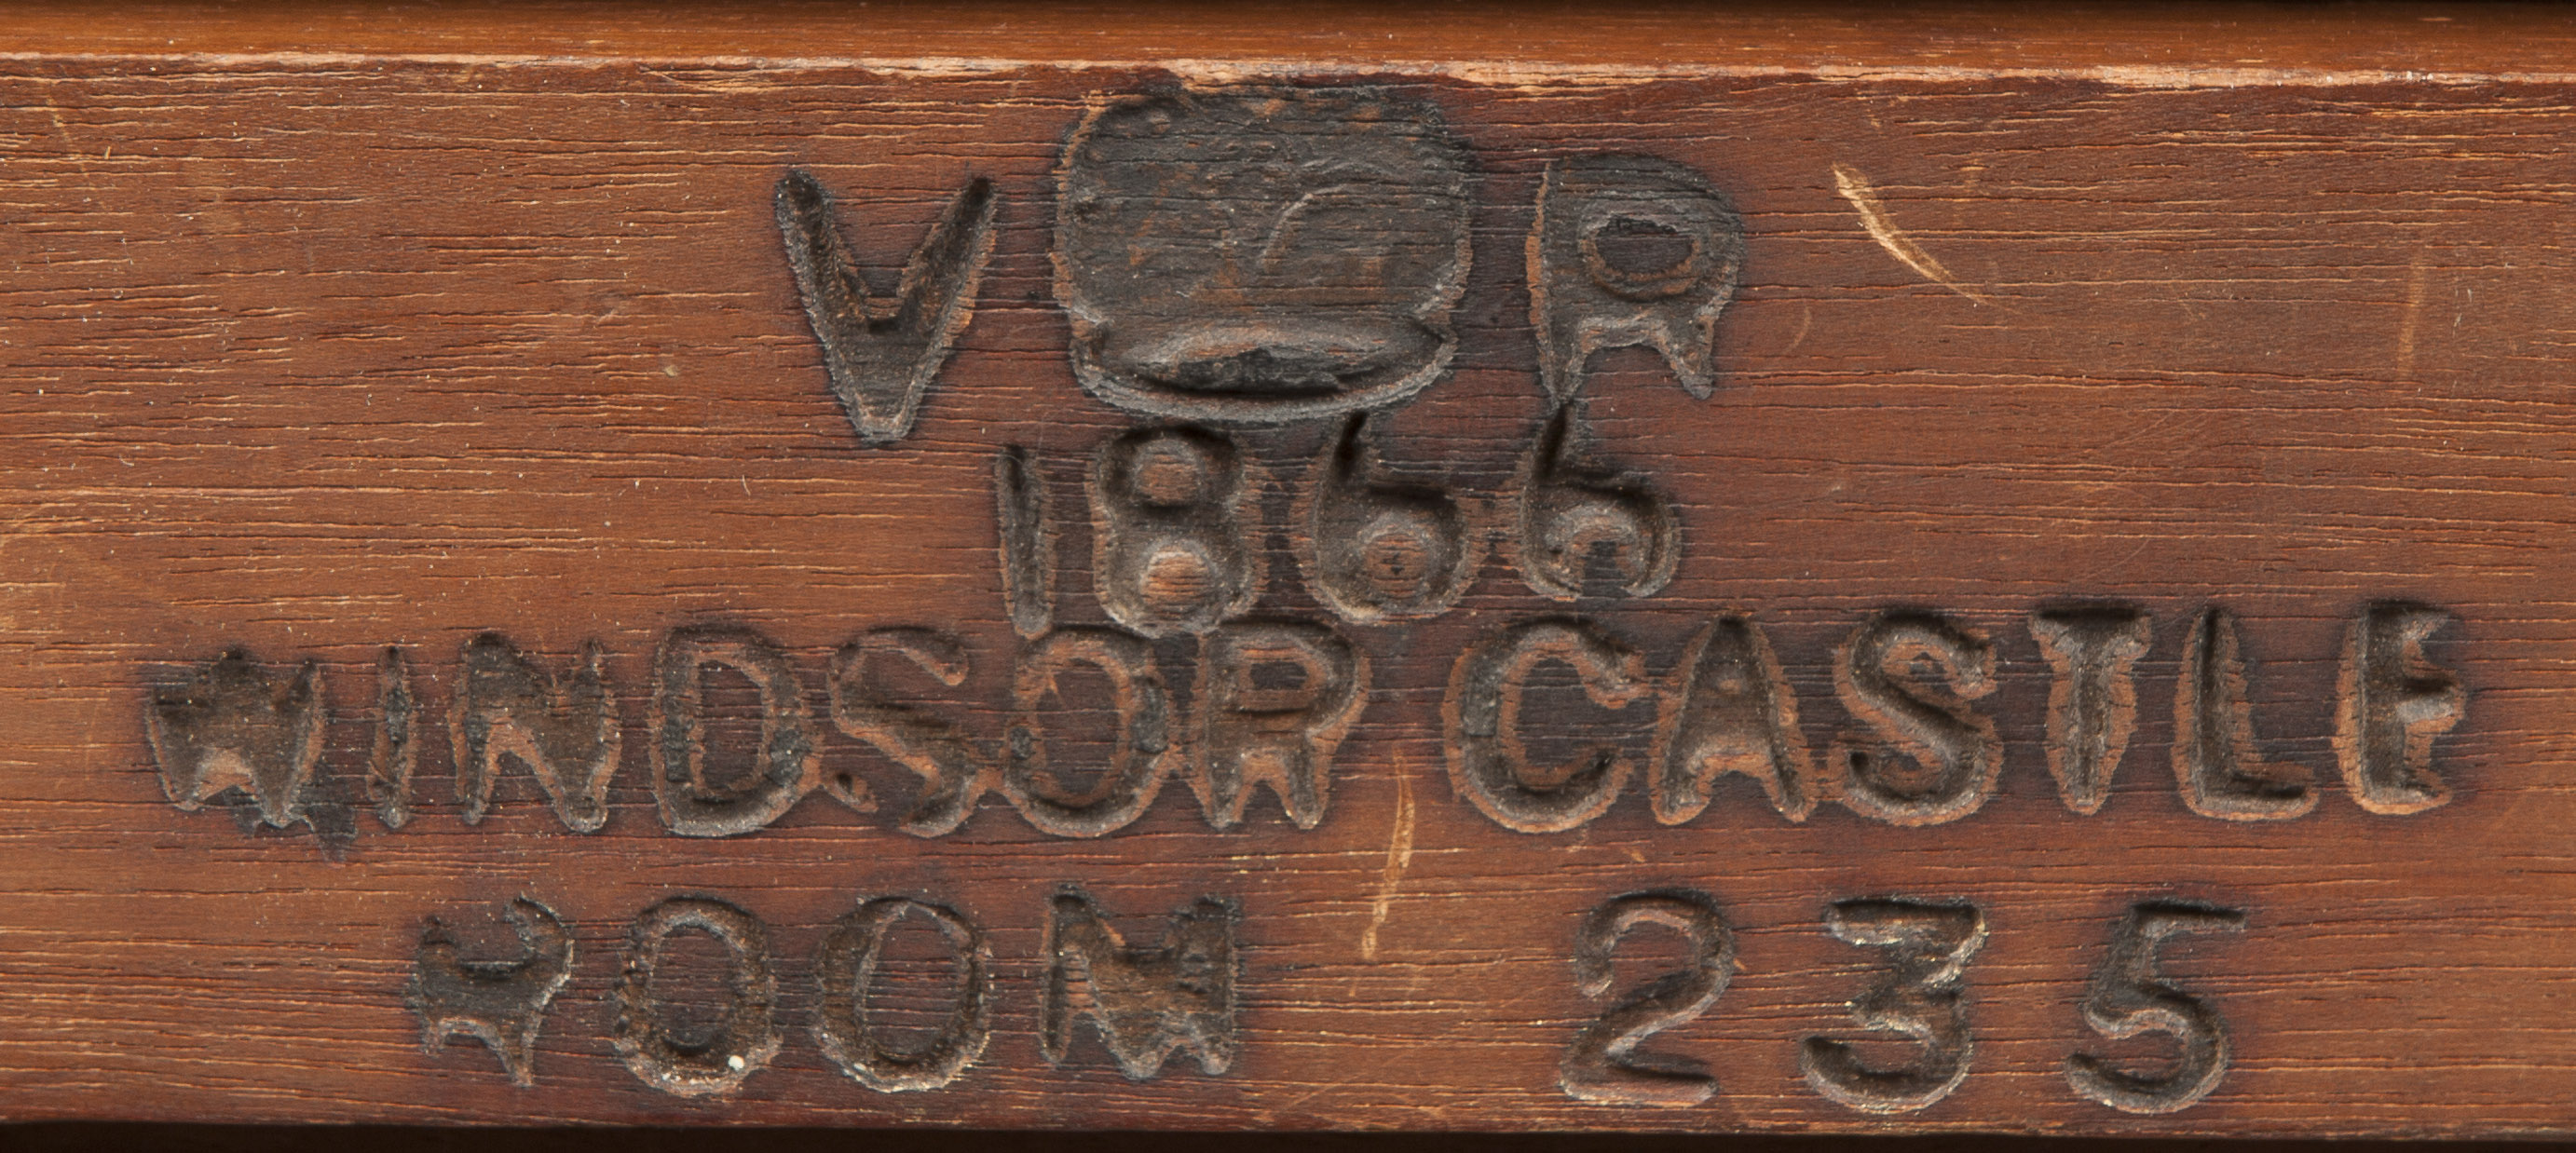 V R
1866
WINDSOR CASTLE
ROOM 235